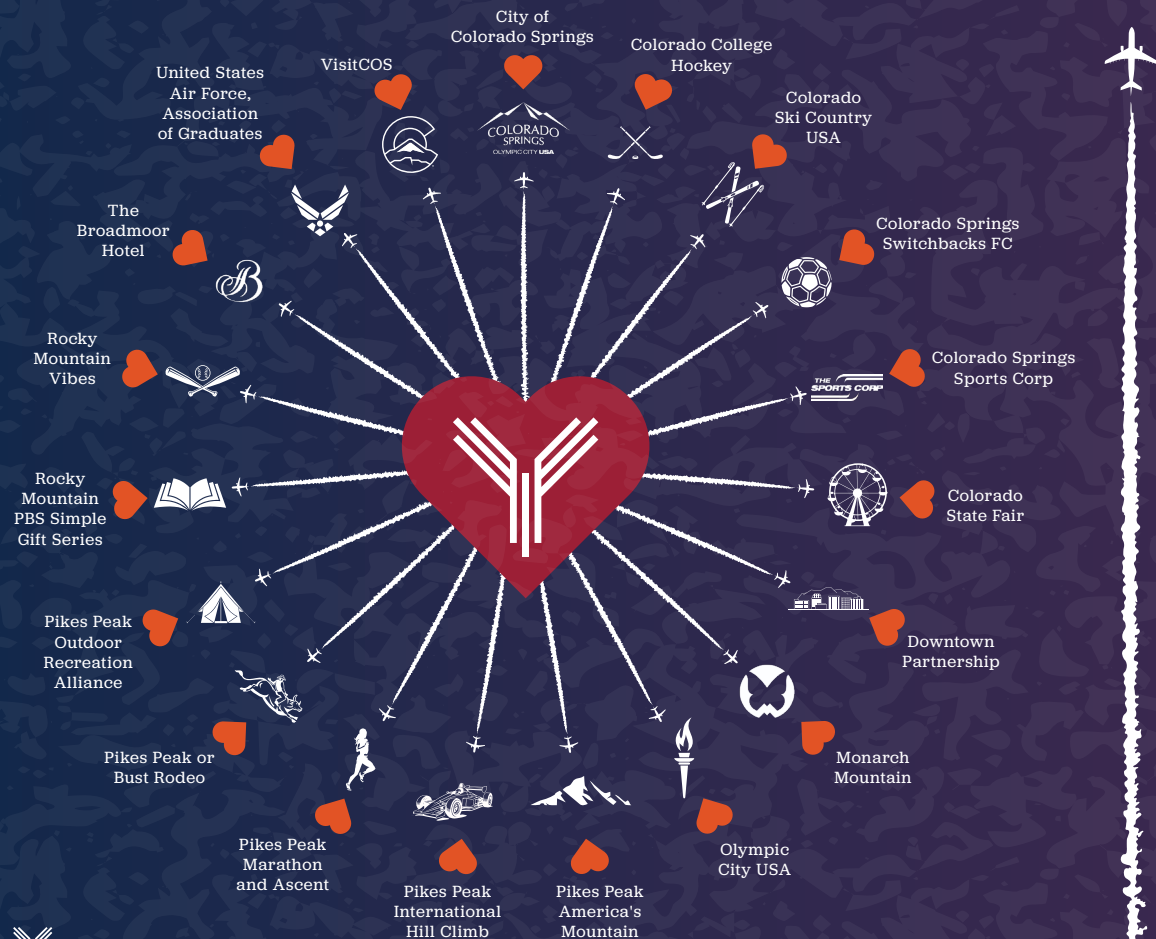 City of
Colorado Springs
COLORADO
SPRINGS
OLYMPIC CITY USA
Colorado College
Hockey
Colorado
Ski Country
USA
Colorado Springs
Switchbacks FC
Colorado Springs
Sports Corp
THE
SPORTS CORP
Colorado
State Fair
Downtown
Partnership
Monarch
Mountain
Olympic
City USA
Pikes Peak
America's
Mountain
Pikes Peak
International
Hill Climb
Pikes Peak
Marathon
and Ascent
Pikes Peak or
Bust Rodeo
Pikes Peak
Outdoor
Recreation
Alliance
Rocky
Mountain
PBS Simple
Gift Series
Rocky
Mountain
Vibes
The
Broadmoor
Hotel
B
United States
Air Force,
Association
of Graduates
VisitCOS